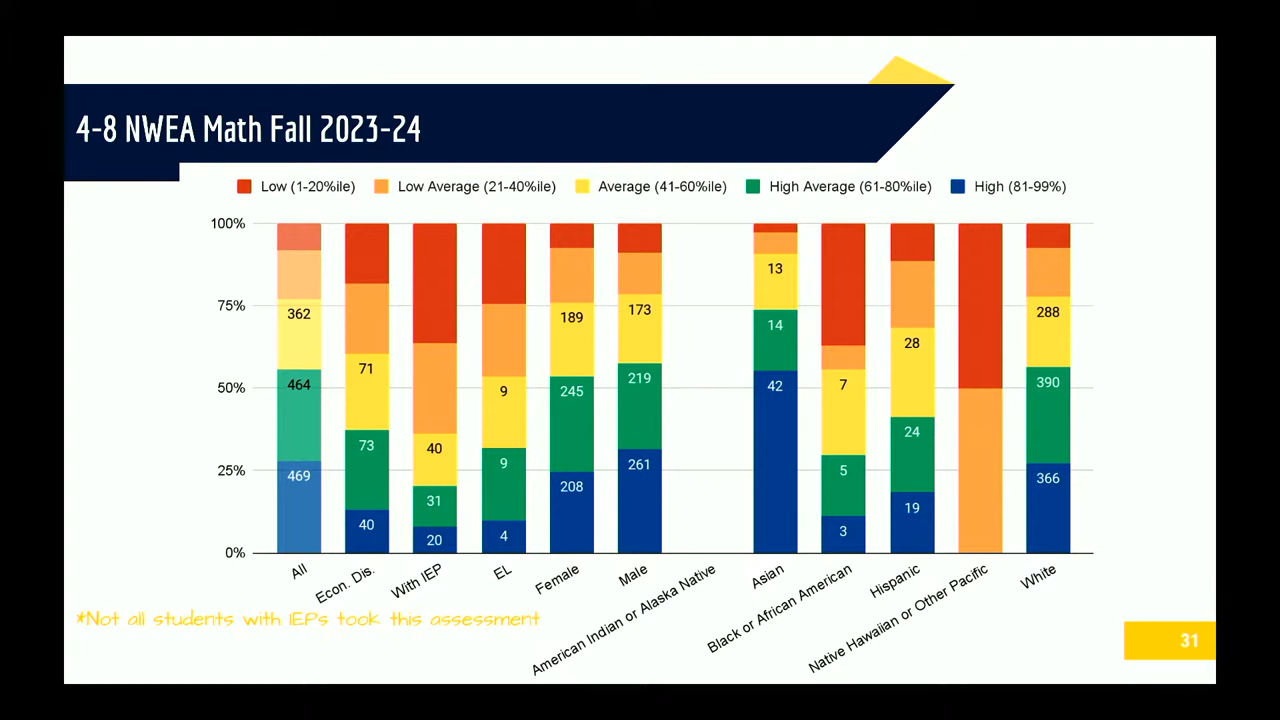 4-8 NWEA Math Fall 2023-24
Low (1-20%ile) Low Average (21-40%ile) Average (41-60%ile) High Average (61-80%ile) High (81-99%)
100%
75%
50%
25%
0%
362
464
469
71
73
40
40
31
20
9
9
4
189
245
208
173
219
261
13
14
42
7
5
3
28
24
19
288
390
366
All
Econ. Dis.
With IEP
EL
Female
Male
American Indian or Alaska Native
Asian
Black or African American
Hispanic
Native Hawaiian or Other Pacific
White
*Not all students with IEPs took this assessment
31